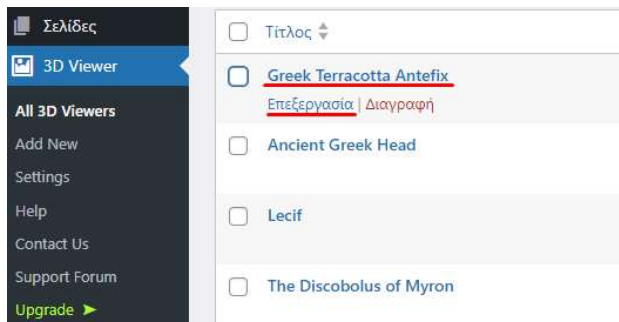 Σελίδες
3D Viewer
All 3D Viewers
Add New
Settings
Help
Contact Us
Support Forum
Upgrade ➤
Τίτλος
Greek Terracotta Antefix
Επεξεργασία | Διαγραφή
Ancient Greek Head
Lecif
The Discobolus of Myron